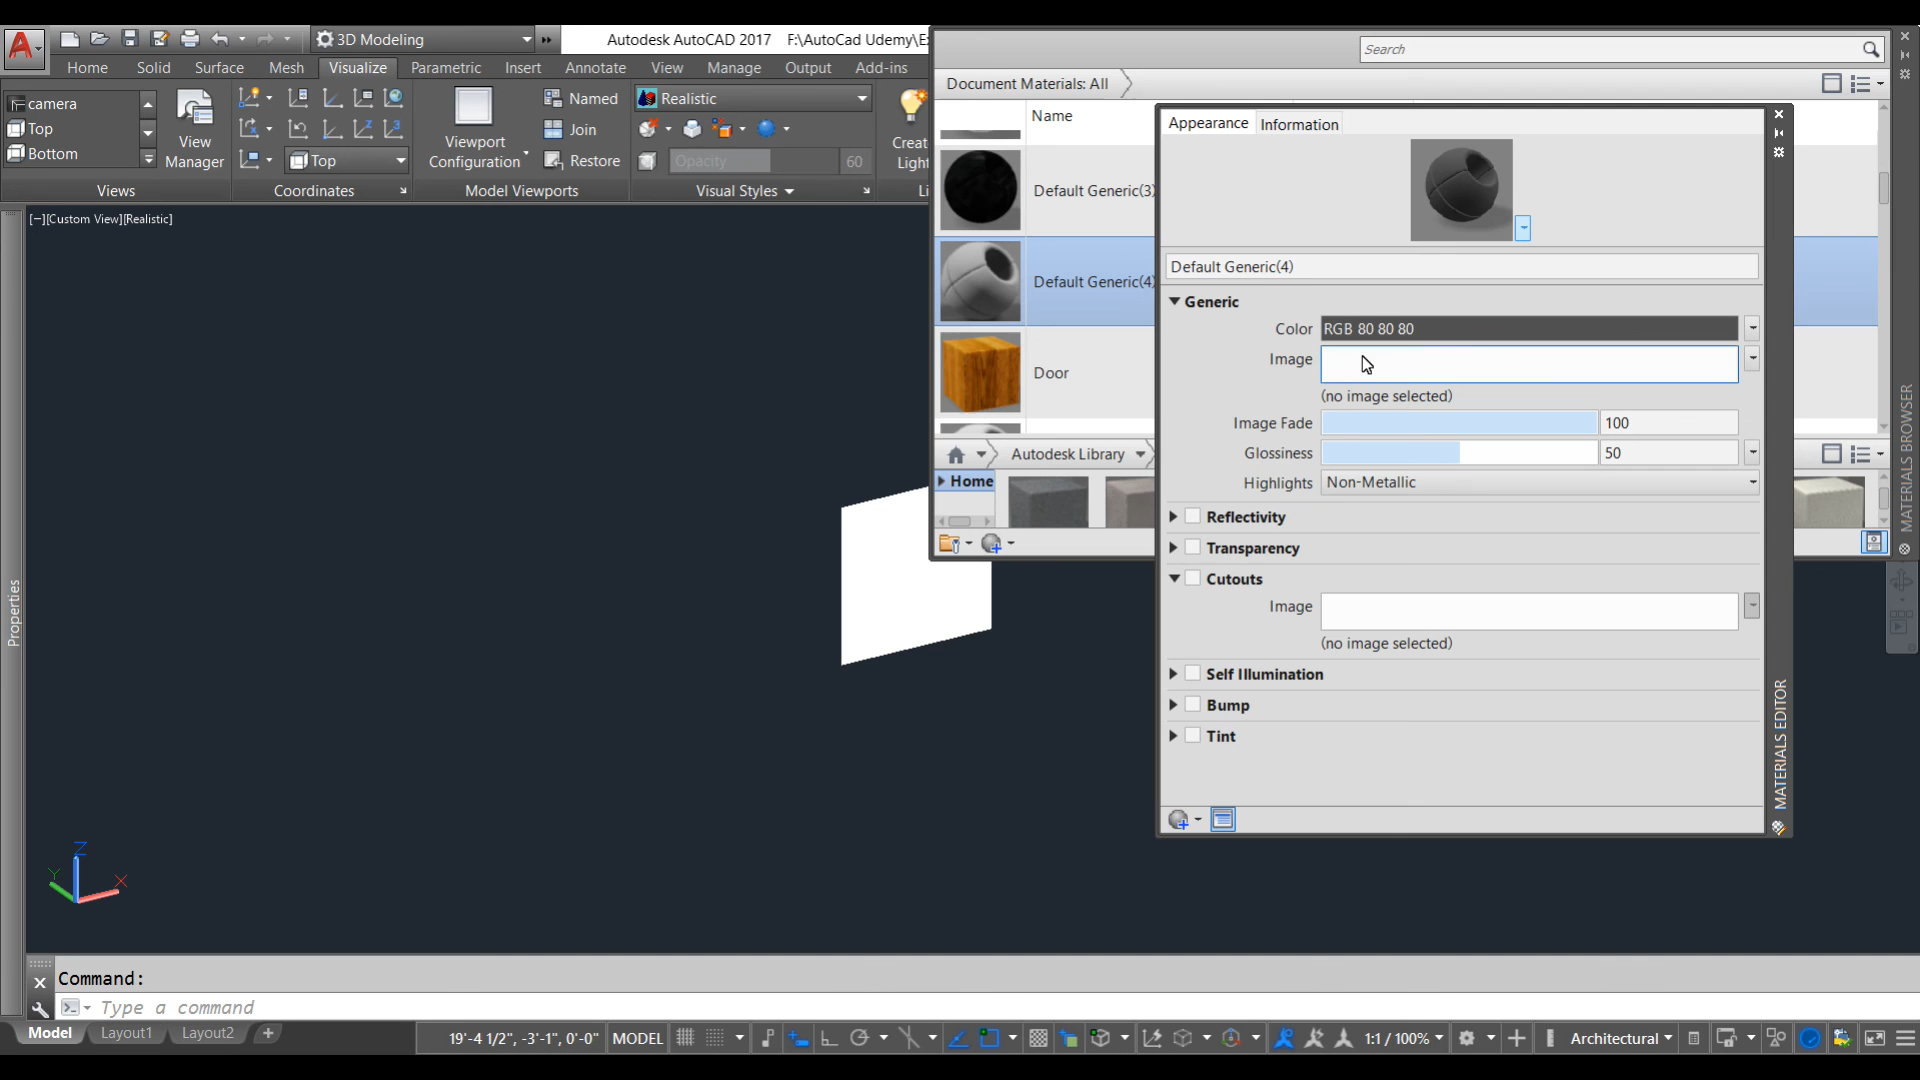 3D Modeling
Autodesk AutoCAD 2017 F:\AutoCad Udemy\E
Search
Home Solid Surface Mesh Visualize Parametric Insert Annotate View Manage Output Add-ins
Document Materials: All
camera
Top
Bottom
View
Manager
Top
Viewport
Configuration
Named
Join
Restore
Realistic
Opacity 60
Create
Light
Views Coordinates Model Viewports Visual Styles Li
Name
Appearance Information
Default Generic(3)
Default Generic(4)
Door
[−][Custom View][Realistic]
Default Generic(4)
Generic
Color RGB 80 80 80
Image
(no image selected)
Image Fade 100
Glossiness 50
Highlights Non-Metallic
Reflectivity
Transparency
Cutouts
Image
(no image selected)
Self Illumination
Bump
Tint
Autodesk Library
Home
MATERIALS BROWSER
MATERIALS EDITOR
Properties
Z
Y
X
Command:
Type a command
Model Layout1 Layout2
19'-4 1/2", -3'-1", 0'-0" MODEL 1:1 / 100% Architectural